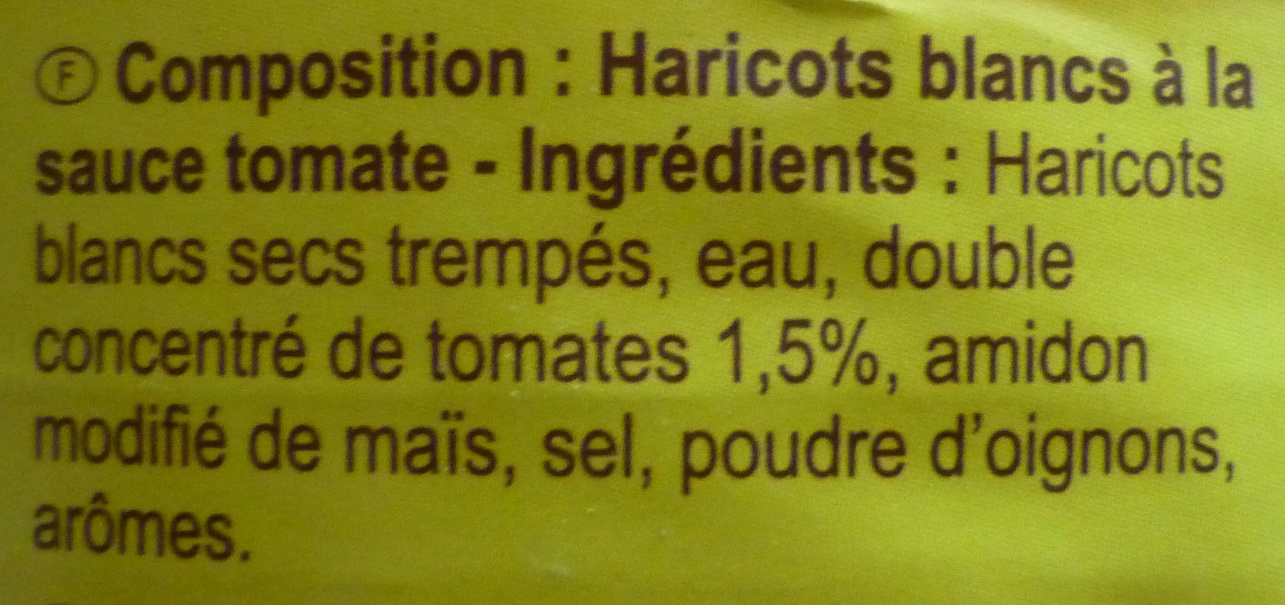 Ⓕ Composition : Haricots blancs à la
sauce tomate - Ingrédients : Haricots
blancs secs trempés, eau, double
concentré de tomates 1,5%, amidon
modifié de maïs, sel, poudre d'oignons,
arômes.